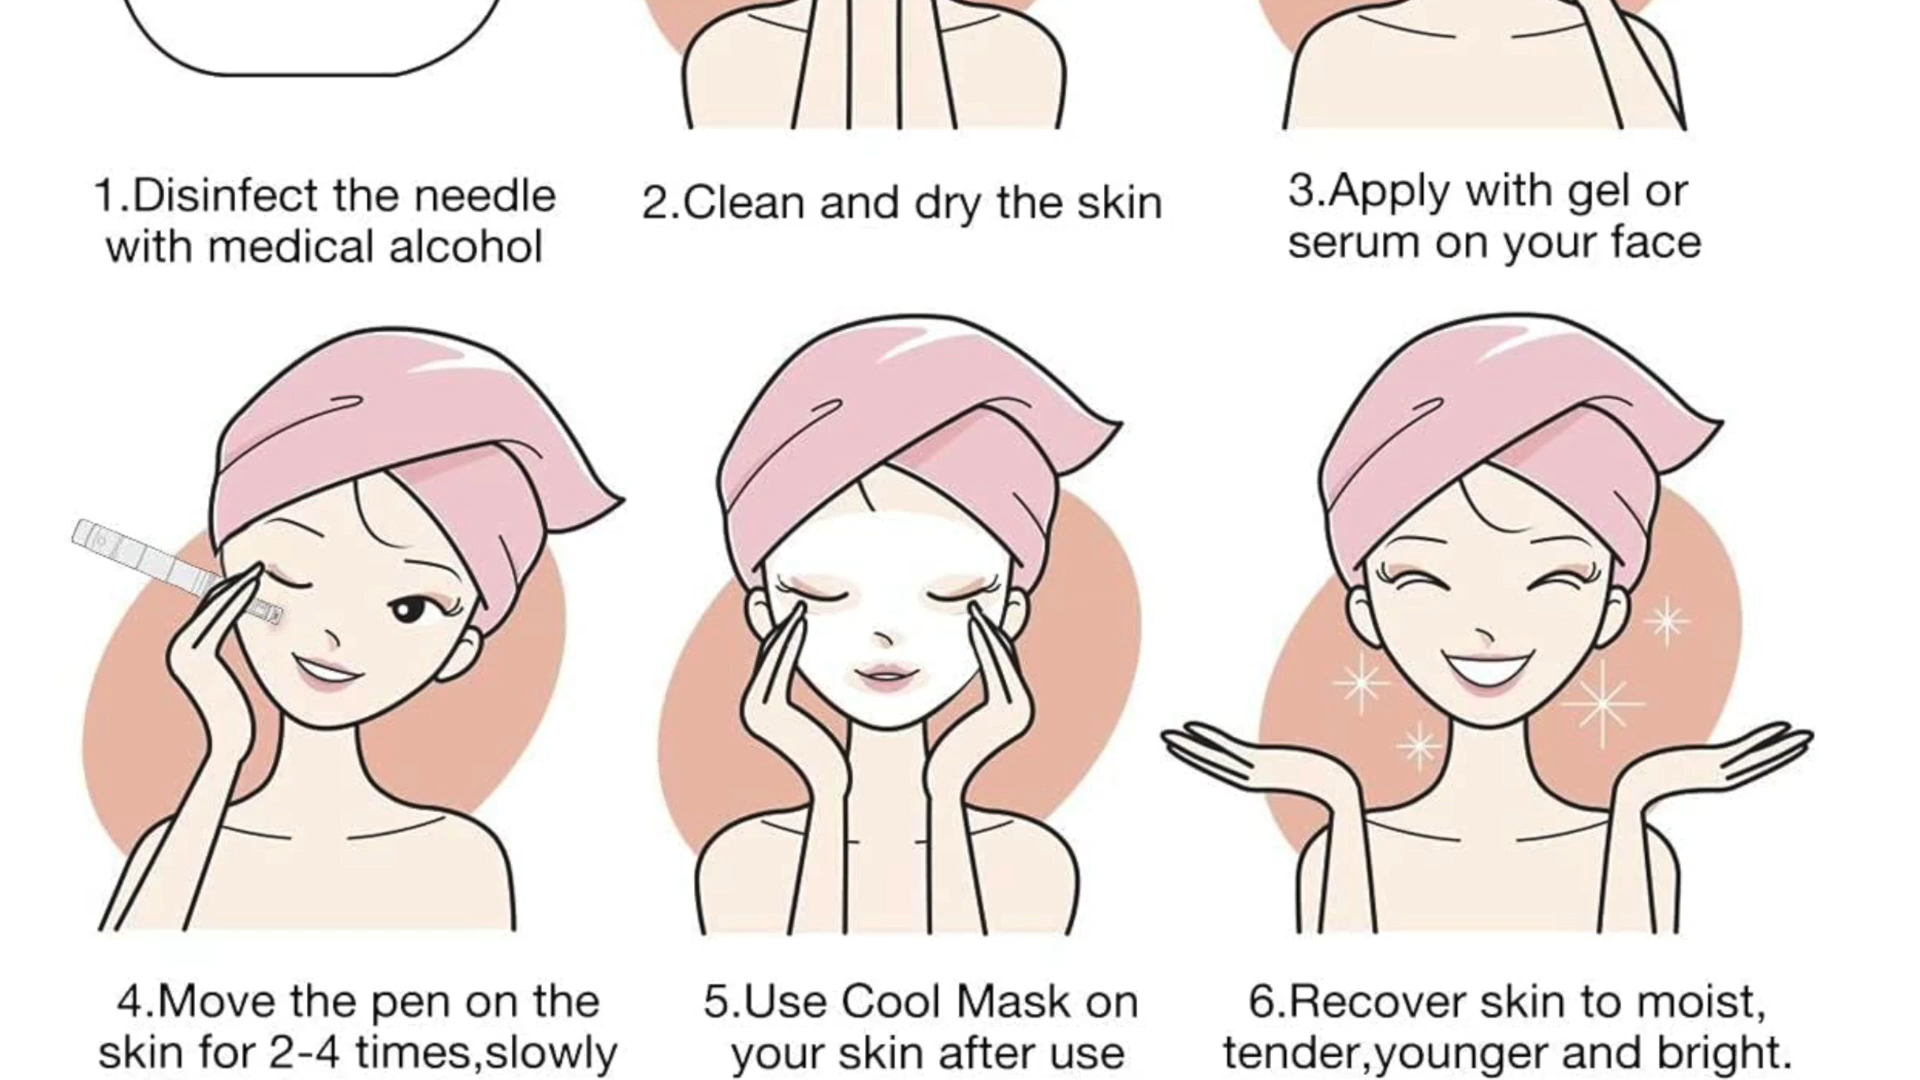 1.Disinfect the needle
with medical alcohol
2.Clean and dry the skin
3.Apply with gel or
serum on your face
4.Move the pen on the
skin for 2-4 times,slowly
5.Use Cool Mask on
your skin after use
6.Recover skin to moist,
tender,younger and bright.